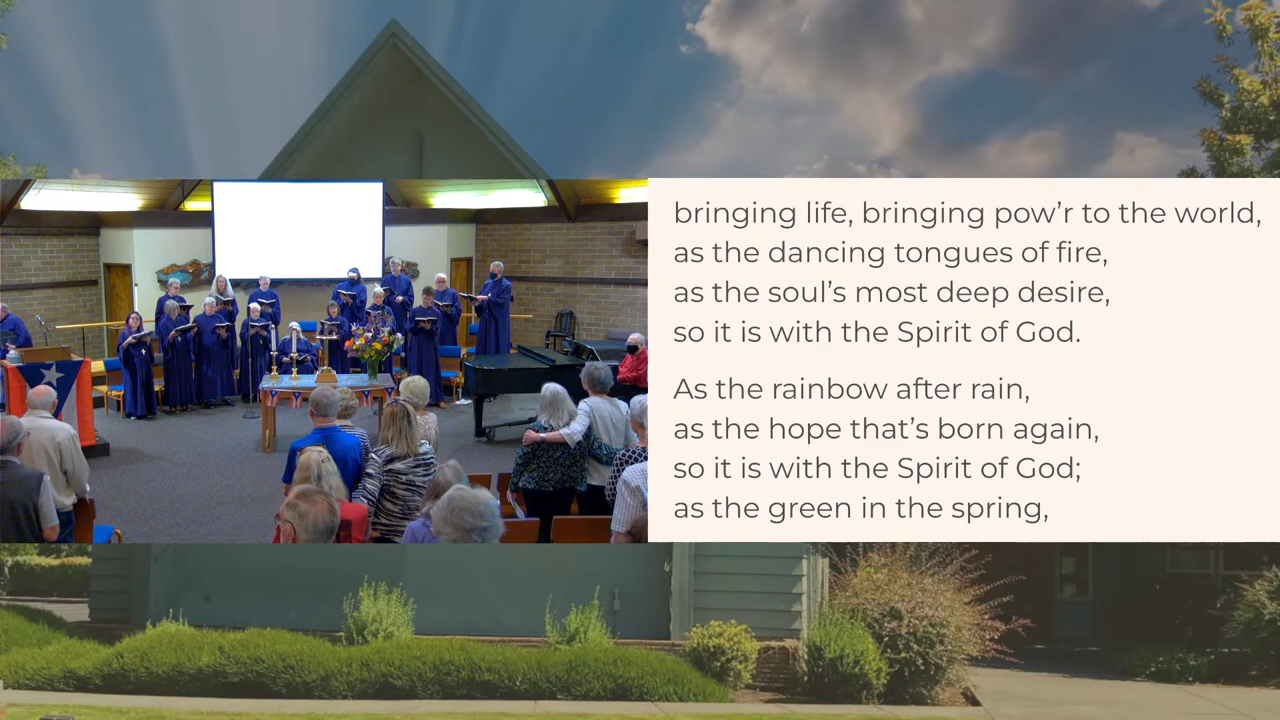 bringing life, bringing pow’r to the world,
as the dancing tongues of fire,
as the soul’s most deep desire,
so it is with the Spirit of God.
As the rainbow after rain,
as the hope that’s born again,
so it is with the Spirit of God;
as the green in the spring,